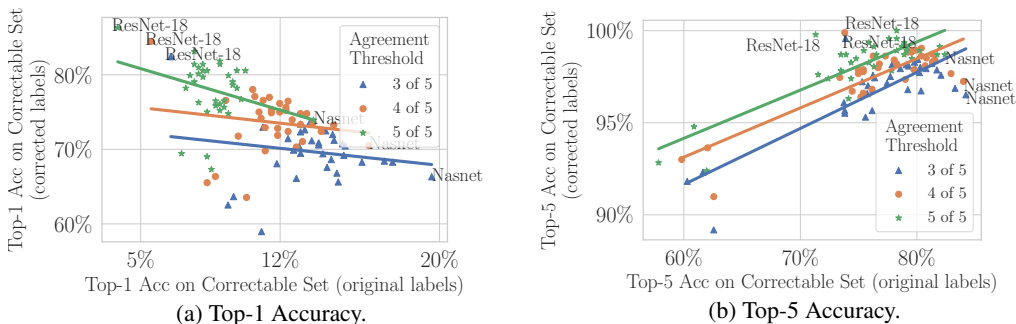 Top-1 Acc on Correctable Set
(corrected labels)
80%
70%
60%
ResNet-18
ResNet-18
ResNet-18
Agreement
Threshold
3 of 5
4 of 5
5 of 5
Nasnet
Nasnet
Nasnet
5%
12%
20%
Top-1 Acc on Correctable Set (original labels)
(a) Top-1 Accuracy.
Top-5 Acc on Correctable Set
(corrected labels)
100%
95%
90%
ResNet-18
ResNet-18
ResNet-18
Nasnet
Nasnet
Nasnet
Agreement
Threshold
3 of 5
4 of 5
5 of 5
60%
70%
80%
Top-5 Acc on Correctable Set (original labels)
(b) Top-5 Accuracy.